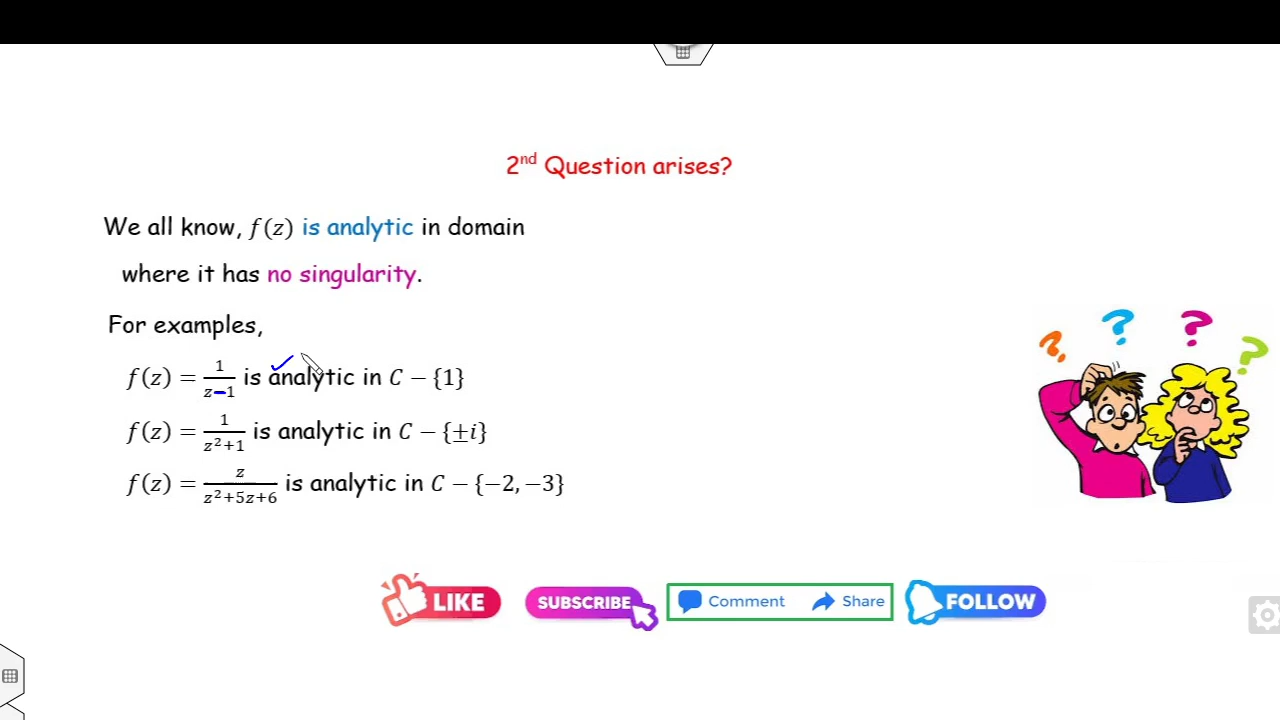 2nd Question arises?
We all know, f(z) is analytic in domain
where it has no singularity.
For examples,
f(z) = 1/(z−1) is analytic in C − {1}
f(z) = 1/(z²+1) is analytic in C − {±i}
f(z) = z/(z²+5z+6) is analytic in C − {−2, −3}
LIKE SUBSCRIBE Comment Share FOLLOW